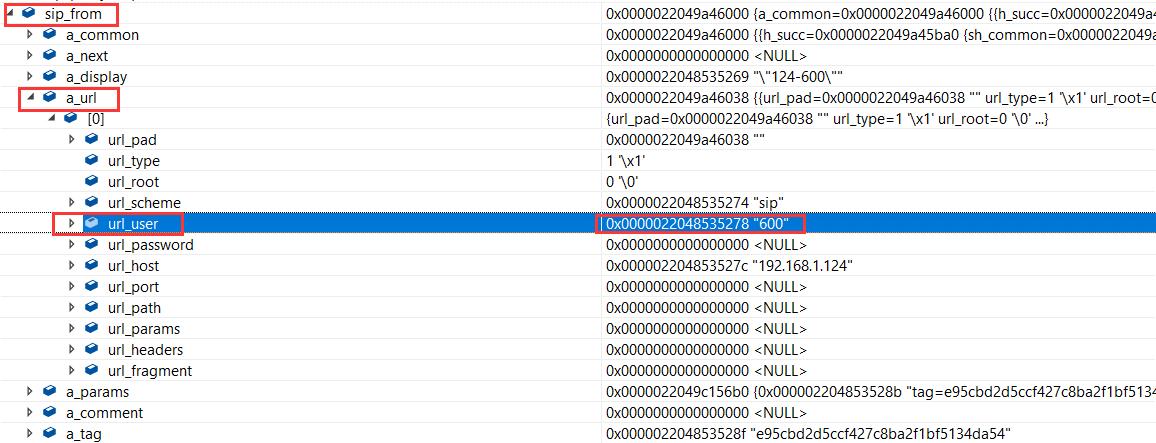 sip_from 0x0000022049a46000 {a_common=0x0000022049a46000 {{h_succ=0x0000022049a4
a_common 0x0000022049a46000 {{h_succ=0x0000022049a45ba0 {sh_common=0x0000022049a
a_next 0x0000000000000000 <NULL>
a_display 0x0000022048535269 "\"124-600\""
a_url 0x0000022049a46038 {{url_pad=0x0000022049a46038 "" url_type=1 '\x1' url_root=0
[0] {url_pad=0x0000022049a46038 "" url_type=1 '\x1' url_root=0 '\0' ...}
url_pad 0x0000022049a46038 ""
url_type 1 '\x1'
url_root 0 '\0'
url_scheme 0x0000022048535274 "sip"
url_user 0x0000022048535278 "600"
url_password 0x0000000000000000 <NULL>
url_host 0x000002204853527c "192.168.1.124"
url_port 0x0000000000000000 <NULL>
url_path 0x0000000000000000 <NULL>
url_params 0x0000000000000000 <NULL>
url_headers 0x0000000000000000 <NULL>
url_fragment 0x0000000000000000 <NULL>
a_params 0x0000022049c156b0 {0x000002204853528b "tag=e95cbd2d5ccf427c8ba2f1bf5134
a_comment 0x0000000000000000 <NULL>
a_tag 0x000002204853528f "e95cbd2d5ccf427c8ba2f1bf5134da54"